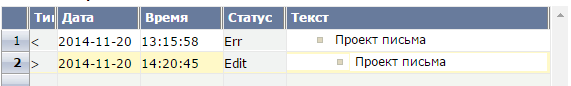 Ти Дата Время Статус Текст
1 < 2014-11-20 13:15:58 Err Проект письма
2 > 2014-11-20 14:20:45 Edit Проект письма